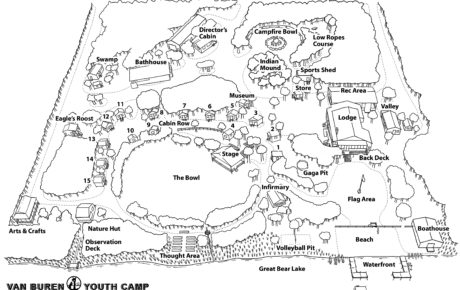 Director's
Cabin
Campfire Bowl
Low Ropes
Course
Swamp
Bathhouse
Indian
Mound
Sports Shed
Store
Rec Area
Museum
Valley
11
8
7
6
5
Eagle's Roost
12
10
9
Cabin Row
4
3
2
Lodge
13
1
14
Stage
Back Deck
15
The Bowl
Gaga Pit
Infirmary
Flag Area
Arts & Crafts
Nature Hut
Boathouse
Observation
Deck
Beach
Thought Area
Volleyball Pit
Great Bear Lake
Waterfront
VAN BUREN YOUTH CAMP